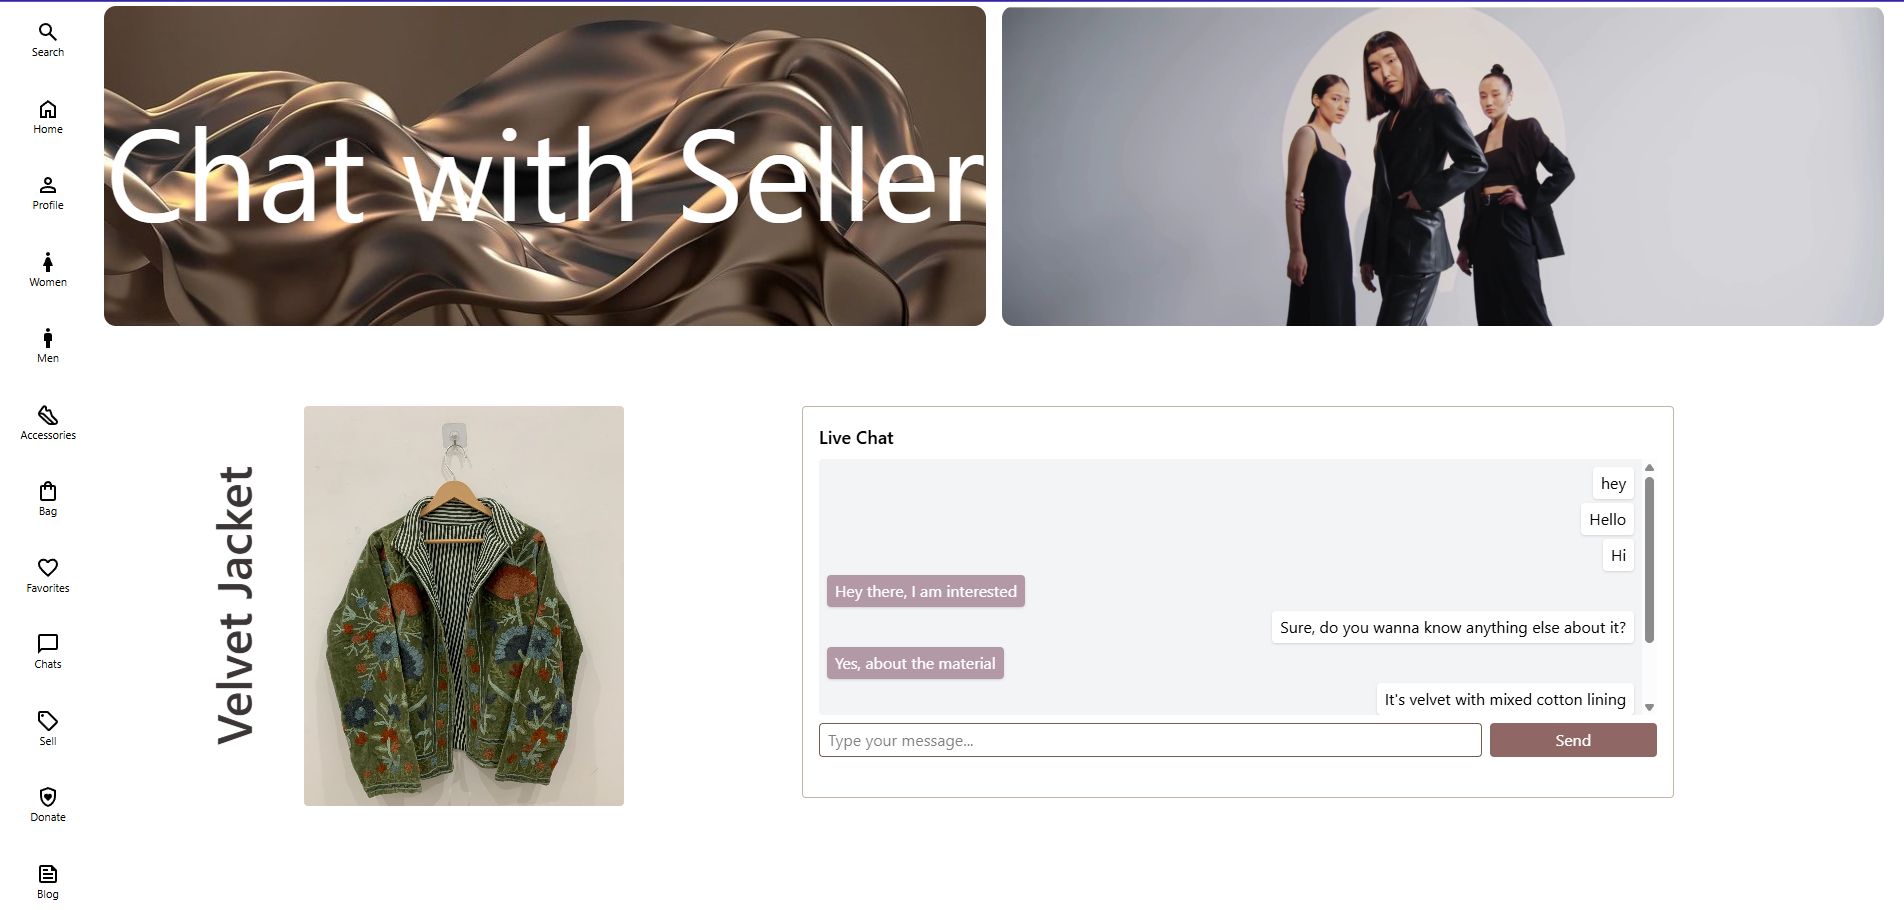 Search
Home
Profile
Women
Men
Accessories
Bag
Favorites
Chats
Sell
Donate
Blog
Chat with Seller
Velvet Jacket
Live Chat
hey
Hello
Hi
Hey there, I am interested
Sure, do you wanna know anything else about it?
Yes, about the material
It's velvet with mixed cotton lining
Type your message...
Send